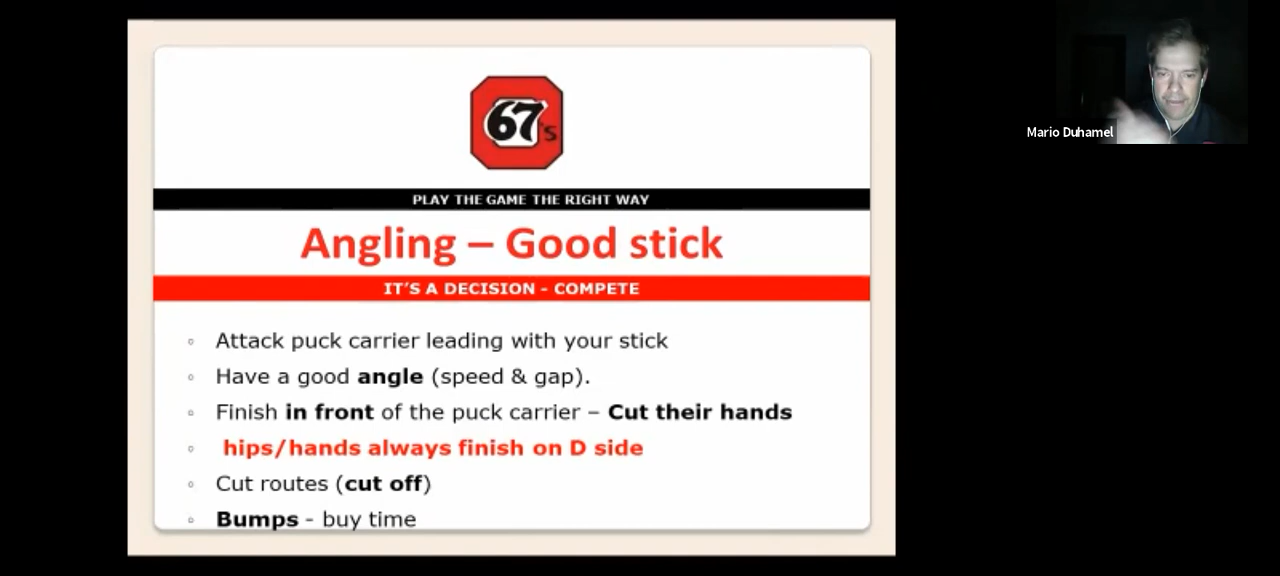 67's
PLAY THE GAME THE RIGHT WAY
Angling – Good stick
IT'S A DECISION - COMPETE
Attack puck carrier leading with your stick
Have a good angle (speed & gap).
Finish in front of the puck carrier – Cut their hands
hips/hands always finish on D side
Cut routes (cut off)
Bumps - buy time
Mario Duhamel